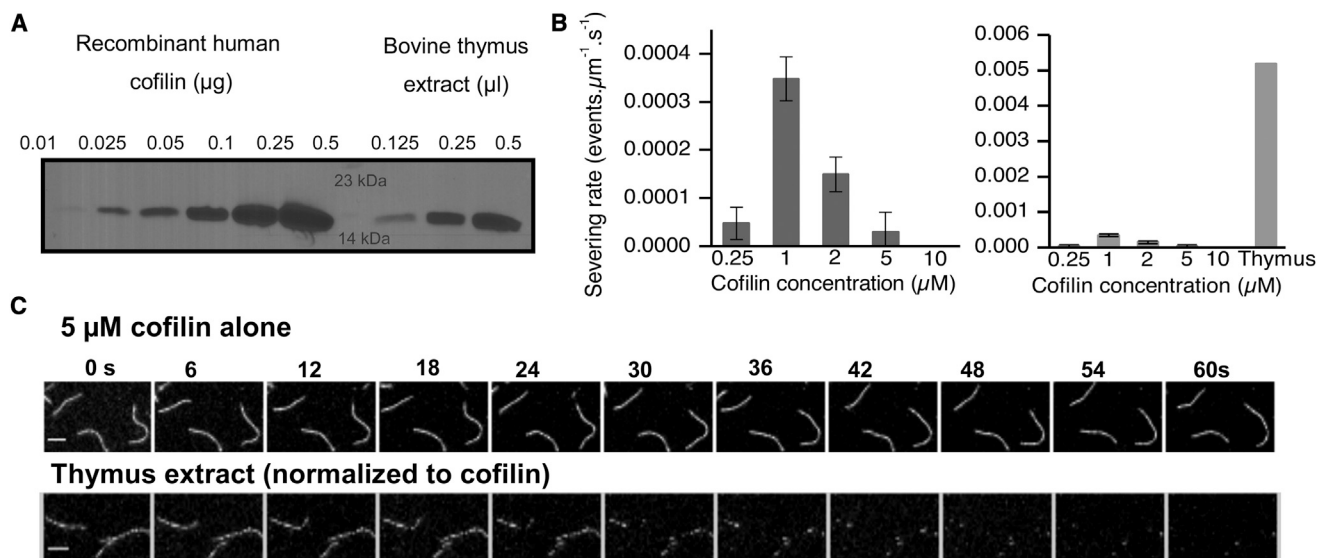 A
Recombinant human
cofilin (µg)
Bovine thymus
extract (µl)
0.01 0.025 0.05 0.1 0.25 0.5 0.125 0.25 0.5
23 kDa
14 kDa
B
Severing rate (events.µm⁻¹.s⁻¹)
0.0004
0.0003
0.0002
0.0001
0.0000
0.25 1 2 5 10
Cofilin concentration (µM)
0.006
0.005
0.004
0.003
0.002
0.001
0.000
0.25 1 2 5 10 Thymus
Cofilin concentration (µM)
C
5 µM cofilin alone
0 s 6 12 18 24 30 36 42 48 54 60s
Thymus extract (normalized to cofilin)